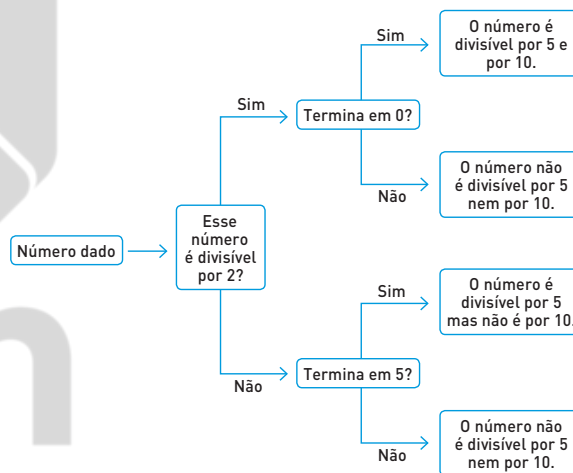 Número dado
Esse
número
é divisível
por 2?
Sim
Termina em 0?
Sim
O número é
divisível por 5 e
por 10.
Não
O número não
é divisível por 5
nem por 10.
Não
Termina em 5?
Sim
O número é
divisível por 5
mas não é por 10.
Não
O número não
é divisível por 5
nem por 10.